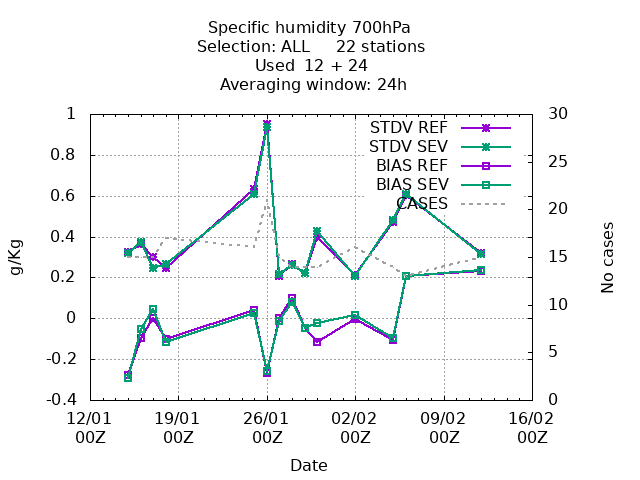 Specific humidity 700hPa
Selection: ALL 22 stations
Used 12 + 24
Averaging window: 24h
1
0.8
0.6
0.4
0.2
0
-0.2
-0.4
g/Kg
STDV REF
STDV SEV
BIAS REF
BIAS SEV
CASES
30
25
20
15
10
5
0
No cases
12/01 19/01 26/01 02/02 09/02 16/02
00Z 00Z 00Z 00Z 00Z 00Z
Date